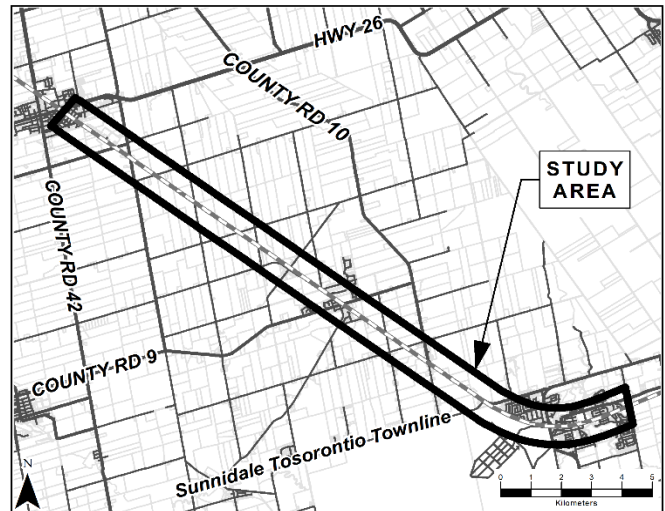 HWY 26
COUNTY RD 10
STUDY
AREA
COUNTY RD 42
COUNTY RD 9
Sunnidale Tosorontio Townline
N
0 1 2 3 4 5
Kilometers